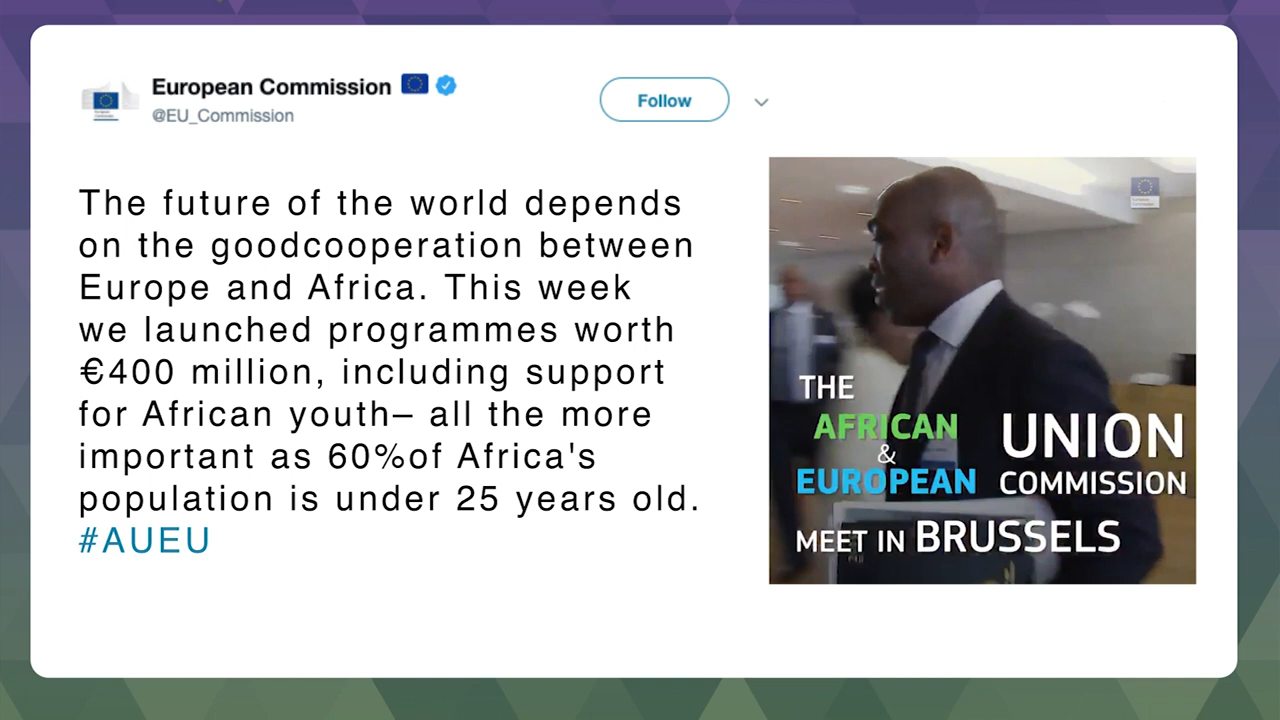 European Commission
@EU_Commission
Follow
The future of the world depends
on the goodcooperation between
Europe and Africa. This week
we launched programmes worth
€400 million, including support
for African youth– all the more
important as 60%of Africa's
population is under 25 years old.
#AUEU
THE
AFRICAN
&
EUROPEAN
UNION
COMMISSION
MEET IN BRUSSELS